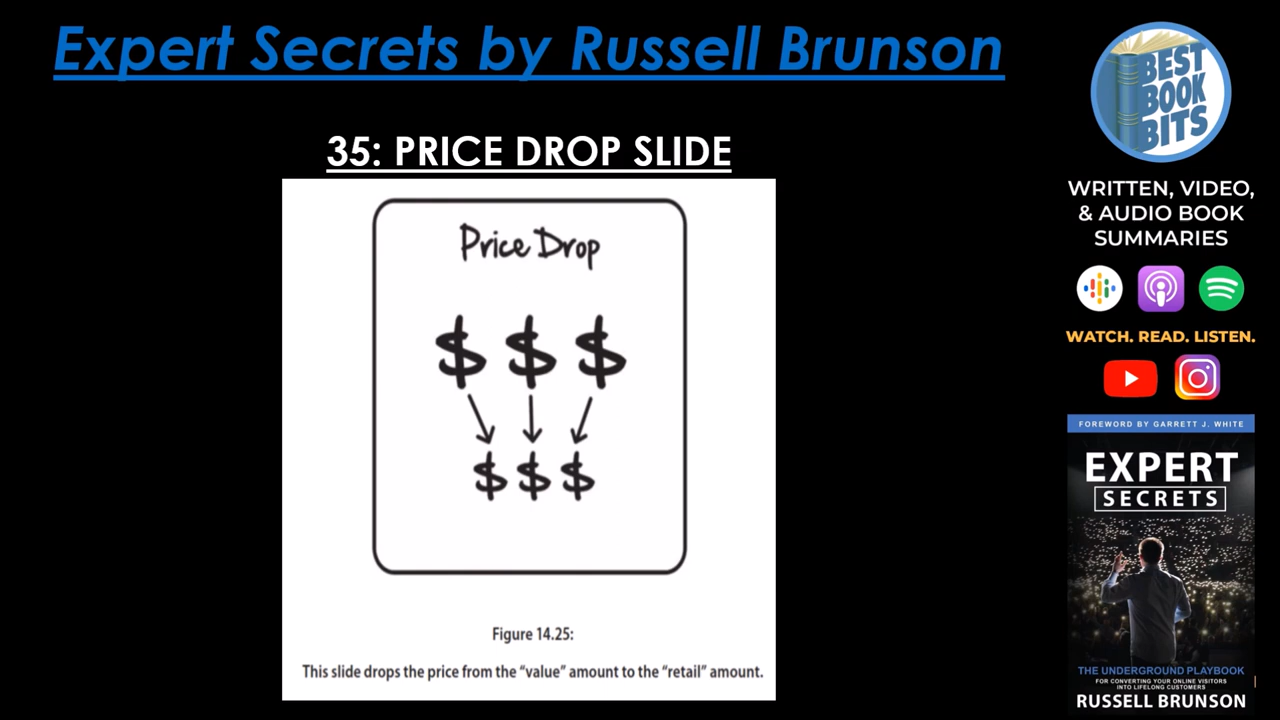 Expert Secrets by Russell Brunson
35: PRICE DROP SLIDE
Price Drop
$ $ $
$ $ $
Figure 14.25:
This slide drops the price from the “value” amount to the “retail” amount.
BEST
BOOK
BITS
WRITTEN, VIDEO,
& AUDIO BOOK
SUMMARIES
WATCH. READ. LISTEN.
FOREWORD BY GARRETT J. WHITE
EXPERT
SECRETS
THE UNDERGROUND PLAYBOOK
FOR CONVERTING YOUR ONLINE VISITORS
INTO LIFELONG CUSTOMERS
RUSSELL BRUNSON